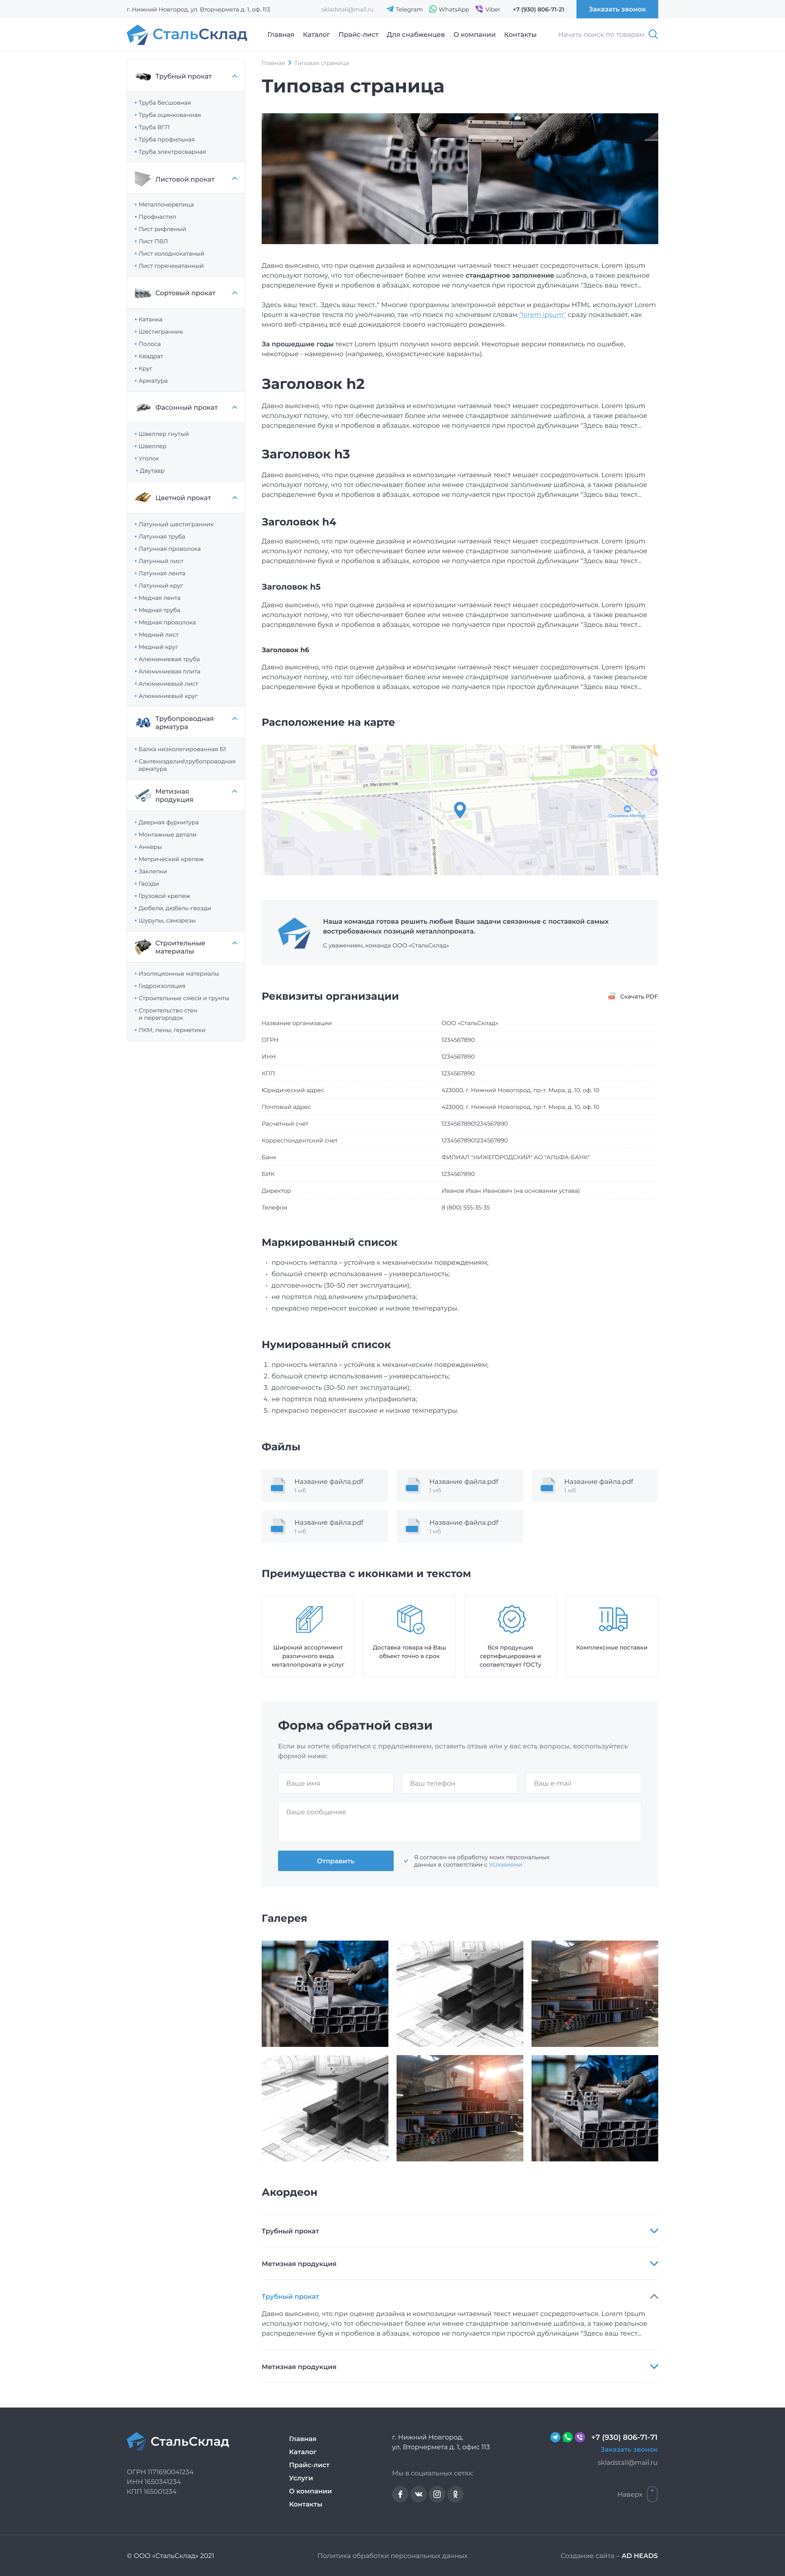 г. Нижний Новгород, ул. Вторчермета д. 1, оф. 113
skladstali@mail.ru
Telegram
WhatsApp
Viber
+7 (930) 806-71-21
Заказать звонок
СтальСклад
Главная
Каталог
Прайс-лист
Для снабженцев
О компании
Контакты
Начать поиск по товарам
Трубный прокат
• Труба бесшовная
• Труба оцинкованная
• Труба ВГП
• Труба профильная
• Труба электросварная
Листовой прокат
• Металлочерепица
• Профнастил
• Лист рифленый
• Лист ПВЛ
• Лист холоднокатаный
• Лист горячекатанный
Сортовый прокат
• Катанка
• Шестигранник
• Полоса
• Квадрат
• Круг
• Арматура
Фасонный прокат
• Швеллер гнутый
• Швеллер
• Уголок
• Двутавр
Цветной прокат
• Латунный шестигранник
• Латунная труба
• Латунная проволока
• Латунный лист
• Латунная лента
• Латунный круг
• Медная лента
• Медная труба
• Медная проволока
• Медный лист
• Медный круг
• Алюминиевая труба
• Алюминиевая плита
• Алюминиевый лист
• Алюминиевый круг
Трубопроводная
арматура
• Балка низколегированная Б1
• Сантехизделия\трубопроводная
арматура
Метизная
продукция
• Дверная фурнитура
• Монтажные детали
• Анкеры
• Метрический крепеж
• Заклепки
• Гвозди
• Грузовой крепеж
• Дюбели, дюбель-гвозди
• Шурупы, саморезы
Строительные
материалы
• Изоляционные материалы
• Гидроизоляция
• Строительные смеси и грунты
• Строительство стен
и перегородок
• ЛКМ, пены, герметики
Главная
Типовая страница
Типовая страница
Давно выяснено, что при оценке дизайна и композиции читаемый текст мешает сосредоточиться. Lorem Ipsum
используют потому, что тот обеспечивает более или менее стандартное заполнение шаблона, а также реальное
распределение букв и пробелов в абзацах, которое не получается при простой дубликации "Здесь ваш текст...
Здесь ваш текст.. Здесь ваш текст.." Многие программы электронной вёрстки и редакторы HTML используют Lorem
Ipsum в качестве текста по умолчанию, так что поиск по ключевым словам "lorem ipsum" сразу показывает, как
много веб-страниц всё ещё дожидаются своего настоящего рождения.
За прошедшие годы текст Lorem Ipsum получил много версий. Некоторые версии появились по ошибке,
некоторые - намеренно (например, юмористические варианты).
Заголовок h2
Давно выяснено, что при оценке дизайна и композиции читаемый текст мешает сосредоточиться. Lorem Ipsum
используют потому, что тот обеспечивает более или менее стандартное заполнение шаблона, а также реальное
распределение букв и пробелов в абзацах, которое не получается при простой дубликации "Здесь ваш текст...
Заголовок h3
Давно выяснено, что при оценке дизайна и композиции читаемый текст мешает сосредоточиться. Lorem Ipsum
используют потому, что тот обеспечивает более или менее стандартное заполнение шаблона, а также реальное
распределение букв и пробелов в абзацах, которое не получается при простой дубликации "Здесь ваш текст...
Заголовок h4
Давно выяснено, что при оценке дизайна и композиции читаемый текст мешает сосредоточиться. Lorem Ipsum
используют потому, что тот обеспечивает более или менее стандартное заполнение шаблона, а также реальное
распределение букв и пробелов в абзацах, которое не получается при простой дубликации "Здесь ваш текст...
Заголовок h5
Давно выяснено, что при оценке дизайна и композиции читаемый текст мешает сосредоточиться. Lorem Ipsum
используют потому, что тот обеспечивает более или менее стандартное заполнение шаблона, а также реальное
распределение букв и пробелов в абзацах, которое не получается при простой дубликации "Здесь ваш текст...
Заголовок h6
Давно выяснено, что при оценке дизайна и композиции читаемый текст мешает сосредоточиться. Lorem Ipsum
используют потому, что тот обеспечивает более или менее стандартное заполнение шаблона, а также реальное
распределение букв и пробелов в абзацах, которое не получается при простой дубликации "Здесь ваш текст...
Расположение на карте
Наша команда готова решить любые Ваши задачи связанные с поставкой самых
востребованных позиций металлопроката.
С уважением, команда ООО «СтальСклад»
Реквизиты организации
Скачать PDF
Название организации
ООО «СтальСклад»
ОГРН
1234567890
ИНН
1234567890
КПП
1234567890
Юридический адрес
423000, г. Нижний Новгород, пр-т. Мира, д. 10, оф. 10
Почтовый адрес
423000, г. Нижний Новгород, пр-т. Мира, д. 10, оф. 10
Расчетный счет
12345678901234567890
Корреспондентский счет
12345678901234567890
Банк
ФИЛИАЛ "НИЖЕГОРОДСКИЙ" АО "АЛЬФА-БАНК"
БИК
1234567890
Директор
Иванов Иван Иванович (на основании устава)
Телефон
8 (800) 555-35-35
Маркированный список
• прочность металла – устойчив к механическим повреждениям;
• большой спектр использования – универсальность;
• долговечность (30–50 лет эксплуатации);
• не портятся под влиянием ультрафиолета;
• прекрасно переносят высокие и низкие температуры.
Нумированный список
1. прочность металла – устойчив к механическим повреждениям;
2. большой спектр использования – универсальность;
3. долговечность (30–50 лет эксплуатации);
4. не портятся под влиянием ультрафиолета;
5. прекрасно переносят высокие и низкие температуры.
Файлы
Название файла.pdf
1 мб
Название файла.pdf
1 мб
Название файла.pdf
1 мб
Название файла.pdf
1 мб
Название файла.pdf
1 мб
Преимущества с иконками и текстом
Широкий ассортимент
различного вида
металлопроката и услуг
Доставка товара на Ваш
объект точно в срок
Вся продукция
сертифицирована и
соответствует ГОСТу
Комплексные поставки
Форма обратной связи
Если вы хотите обратиться с предложением, оставить отзыв или у вас есть вопросы, воспользуйтесь
формой ниже:
Ваше имя
Ваш телефон
Ваш e-mail
Ваше сообщение
Отправить
Я согласен на обработку моих персональных
данных в соответствии с Условиями
Галерея
Акордеон
Трубный прокат
Метизная продукция
Трубный прокат
Давно выяснено, что при оценке дизайна и композиции читаемый текст мешает сосредоточиться. Lorem Ipsum
используют потому, что тот обеспечивает более или менее стандартное заполнение шаблона, а также реальное
распределение букв и пробелов в абзацах, которое не получается при простой дубликации "Здесь ваш текст...
Метизная продукция
СтальСклад
ОГРН 1171690041234
ИНН 1650341234
КПП 165001234
Главная
Каталог
Прайс-лист
Услуги
О компании
Контакты
г. Нижний Новгород,
ул. Вторчермета д. 1, офис 113
Мы в социальных сетях:
+7 (930) 806-71-71
Заказать звонок
skladstali@mail.ru
Наверх
© ООО «СтальСклад» 2021
Политика обработки персональных данных
Создание сайта – AD HEADS